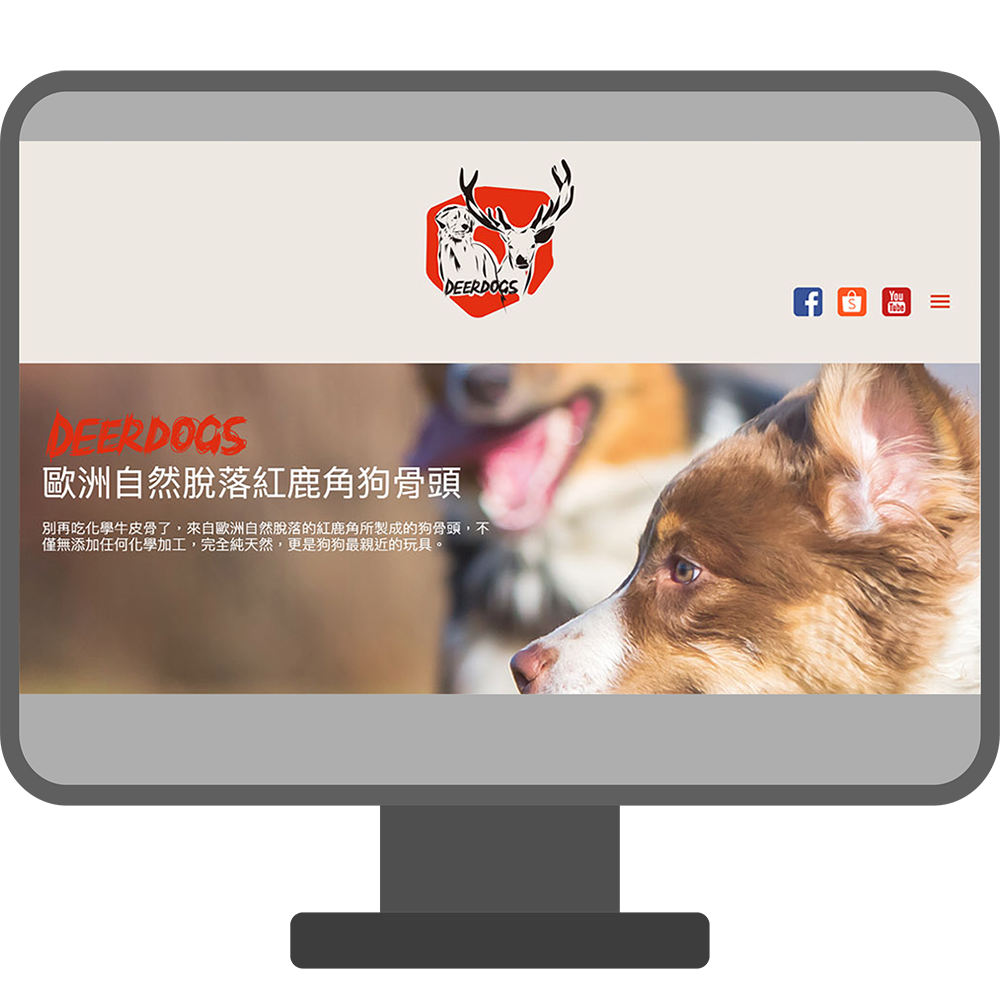 DEERDOGS
You
Tube
DEERDOGS
歐洲自然脫落紅鹿角狗骨頭
別再吃化學牛皮骨了，來自歐洲自然脫落的紅鹿角所製成的狗骨頭，不
僅無添加任何化學加工，完全純天然，更是狗狗最親近的玩具。